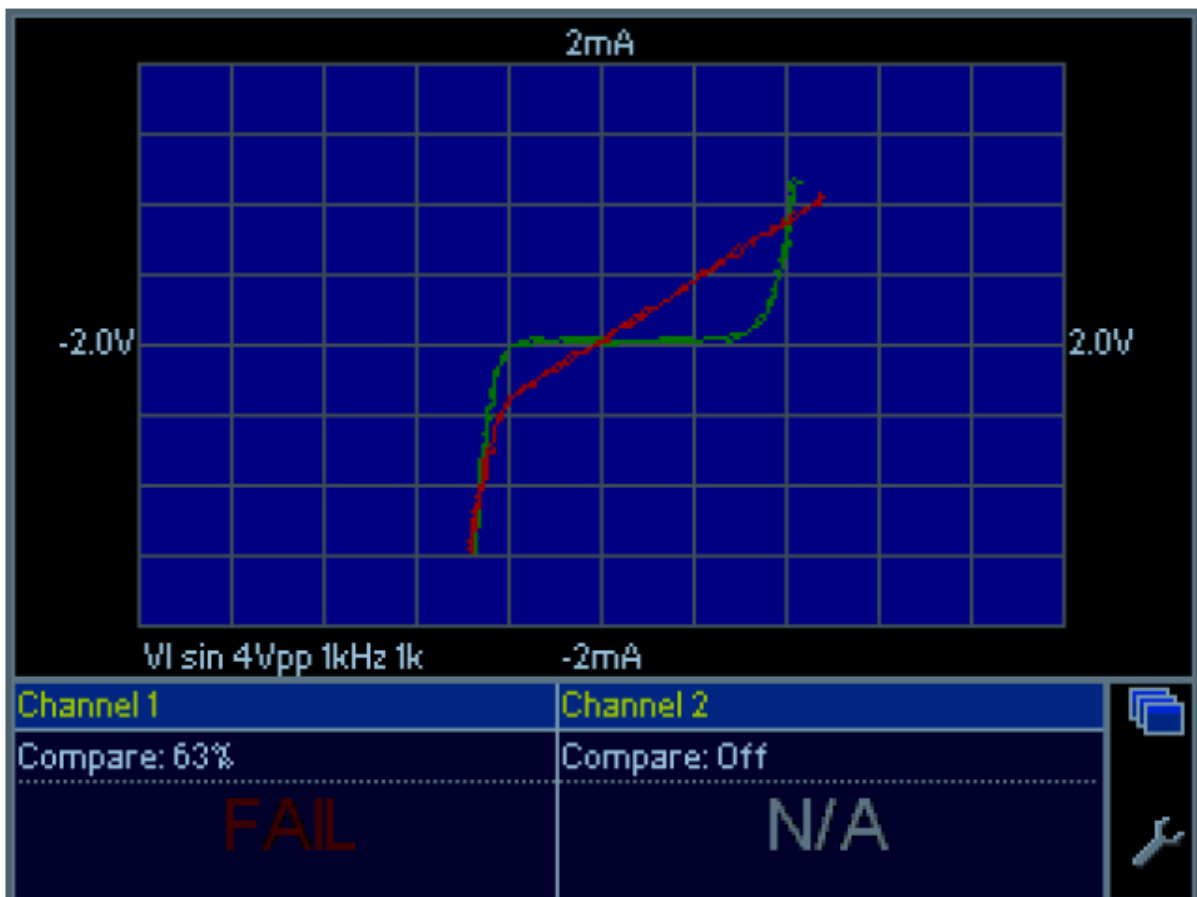 2mA
-2.0V
2.0V
VI sin 4Vpp 1kHz 1k
-2mA
Channel 1
Channel 2
Compare: 63%
Compare: Off
FAIL
N/A